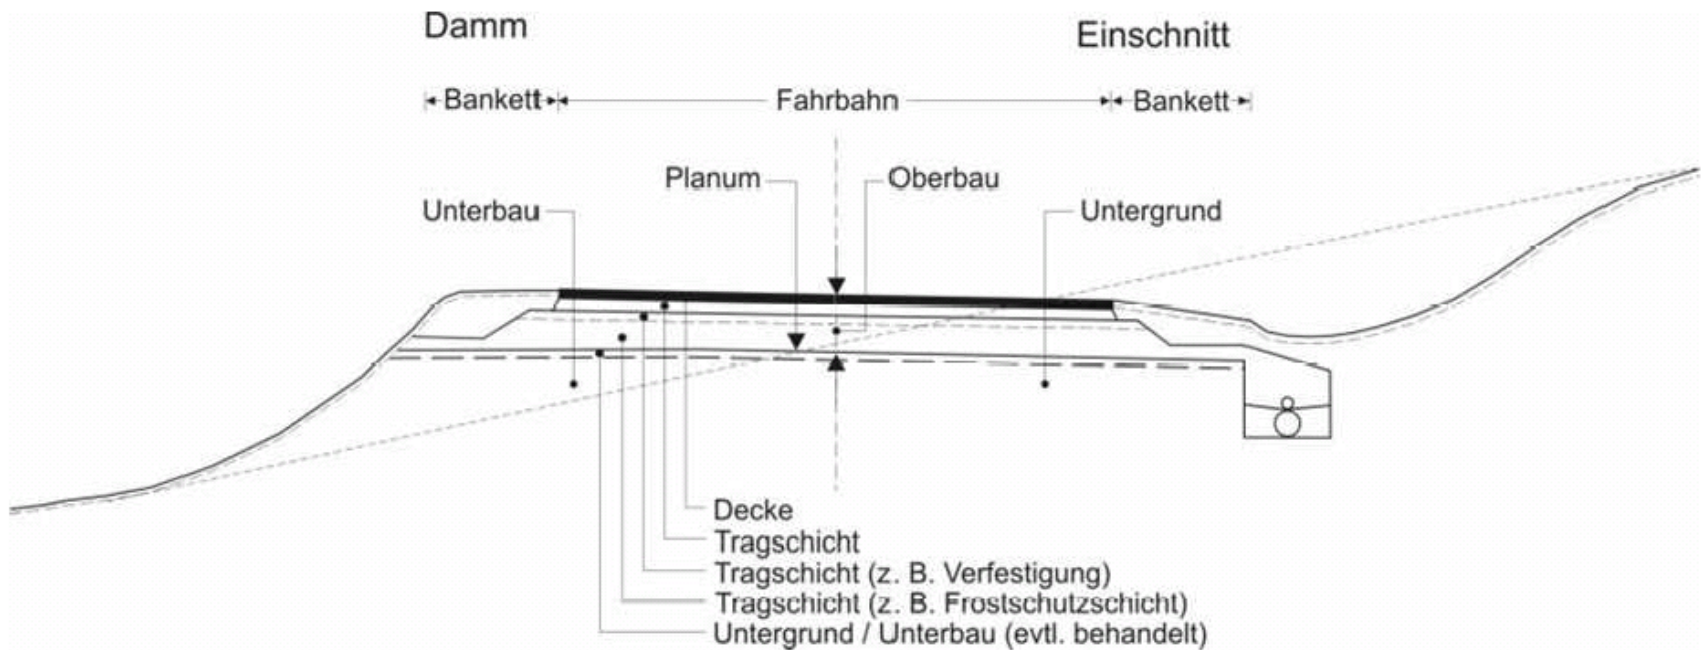 Damm
Einschnitt
Bankett
Fahrbahn
Bankett
Planum
Oberbau
Unterbau
Untergrund
Decke
Tragschicht
Tragschicht (z. B. Verfestigung)
Tragschicht (z. B. Frostschutzschicht)
Untergrund / Unterbau (evtl. behandelt)